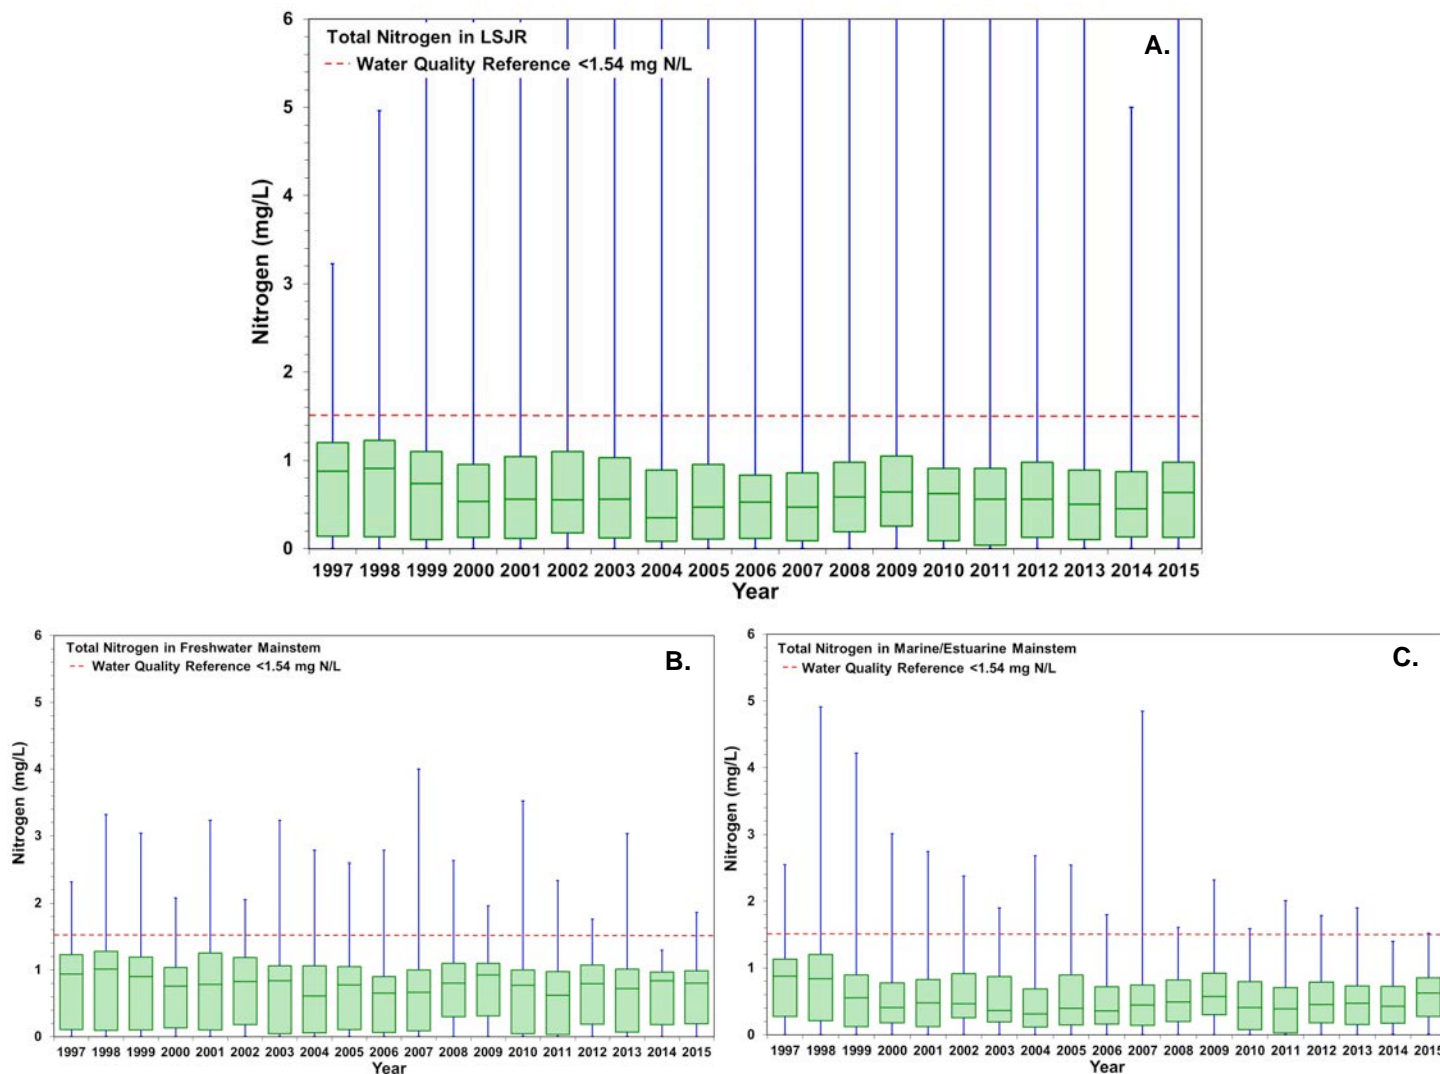 Total Nitrogen in LSJR
Water Quality Reference <1.54 mg N/L
A.
Nitrogen (mg/L)
6
5
4
3
2
1
0
1997 1998 1999 2000 2001 2002 2003 2004 2005 2006 2007 2008 2009 2010 2011 2012 2013 2014 2015
Year
Total Nitrogen in Freshwater Mainstem
Water Quality Reference <1.54 mg N/L
B.
Nitrogen (mg/L)
6
5
4
3
2
1
0
1997 1998 1999 2000 2001 2002 2003 2004 2005 2006 2007 2008 2009 2010 2011 2012 2013 2014 2015
Year
Total Nitrogen in Marine/Estuarine Mainstem
Water Quality Reference <1.54 mg N/L
C.
Nitrogen (mg/L)
6
5
4
3
2
1
0
1997 1998 1999 2000 2001 2002 2003 2004 2005 2006 2007 2008 2009 2010 2011 2012 2013 2014 2015
Year